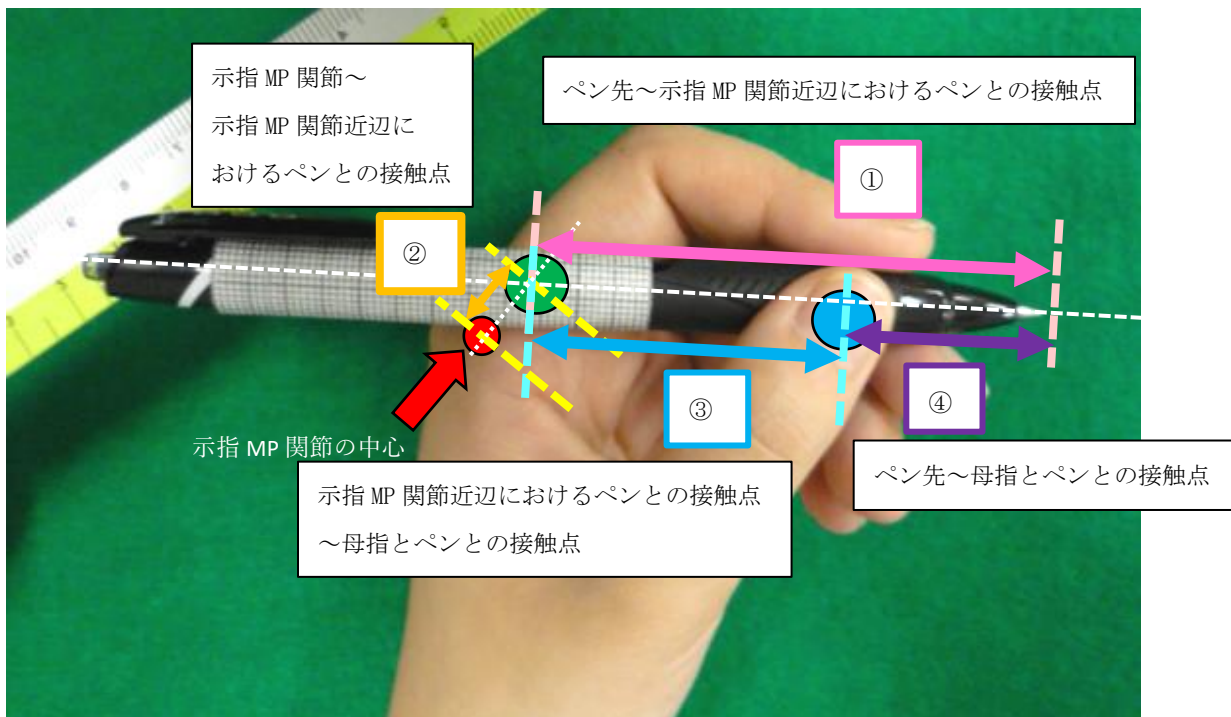 示指 MP 関節～
示指 MP 関節近辺に
おけるペンとの接触点
ペン先～示指 MP 関節近辺におけるペンとの接触点
①
②
③
④
示指 MP 関節の中心
示指 MP 関節近辺におけるペンとの接触点
～母指とペンとの接触点
ペン先～母指とペンとの接触点